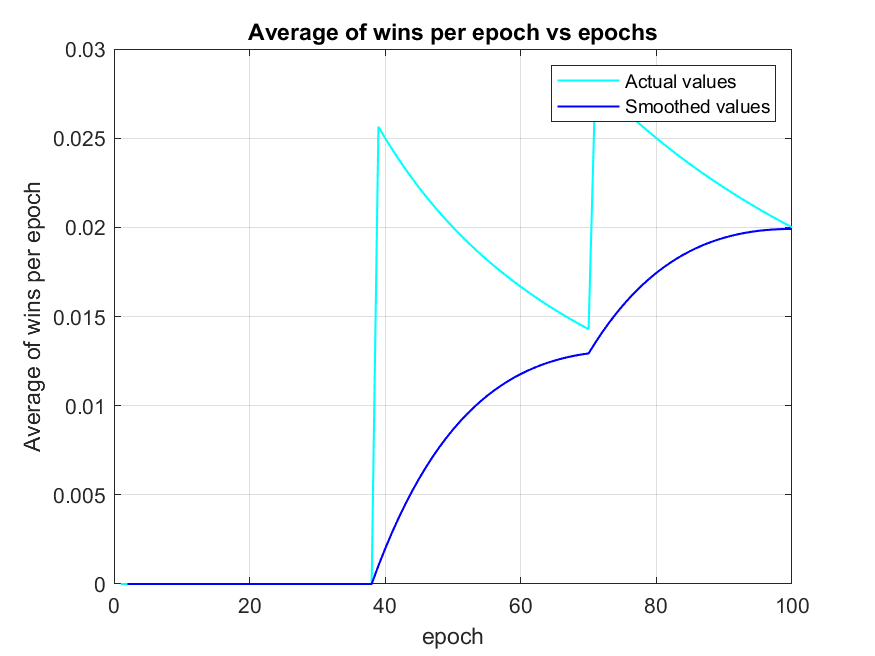 Average of wins per epoch vs epochs
Actual values
Smoothed values
Average of wins per epoch
0.03
0.025
0.02
0.015
0.01
0.005
0
0 20 40 60 80 100
epoch